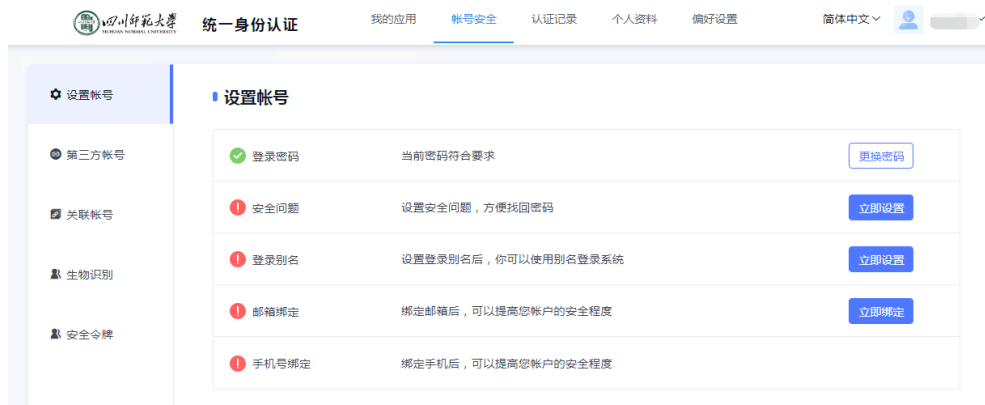 四川师范大学
SICHUAN NORMAL UNIVERSITY
统一身份认证
我的应用
帐号安全
认证记录
个人资料
偏好设置
简体中文
设置帐号
第三方帐号
关联帐号
生物识别
安全令牌
设置帐号
登录密码 当前密码符合要求 更换密码
安全问题 设置安全问题，方便找回密码 立即设置
登录别名 设置登录别名后，你可以使用别名登录系统 立即设置
邮箱绑定 绑定邮箱后，可以提高您帐户的安全程度 立即绑定
手机号绑定 绑定手机后，可以提高您帐户的安全程度